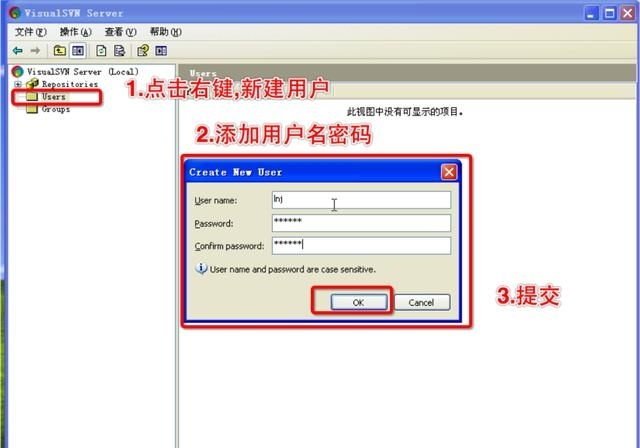 VisualSVN Server
文件(F) 操作(A) 查看(V) 帮助(H)
VisualSVN Server (Local)
Repositories
Users
Groups
Users
1.点击右键,新建用户
此视图中没有可显示的项目。
2.添加用户名密码
Create New User
User name:
lnj
Password:
******
Confirm password:
******
User name and password are case sensitive.
OK
Cancel
3.提交